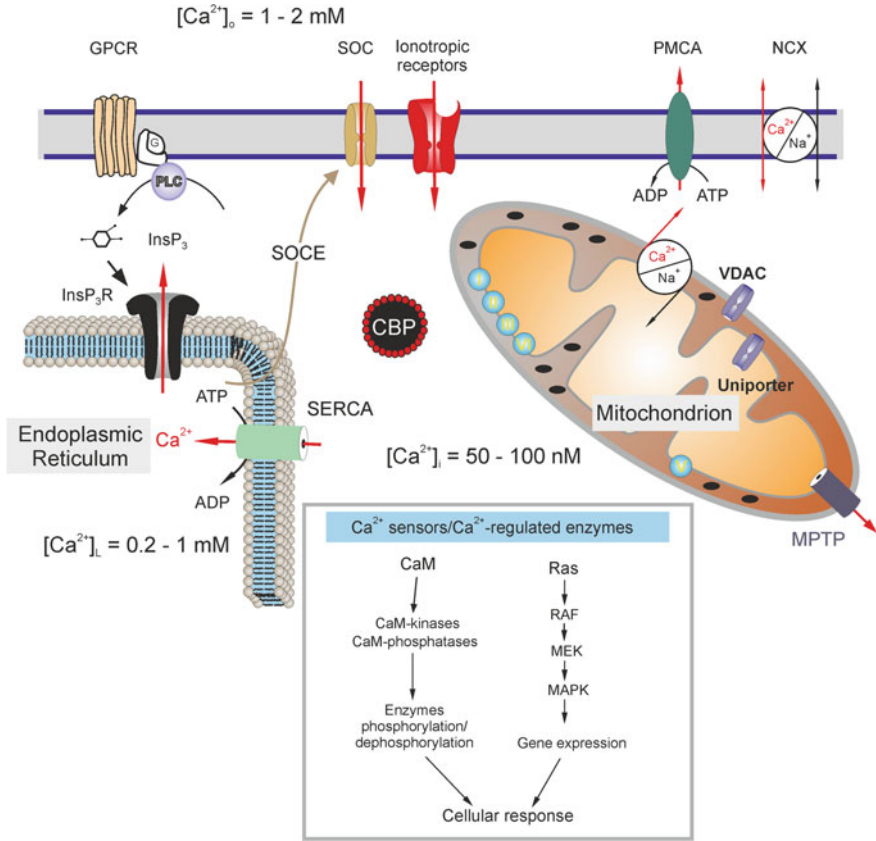 [Ca²⁺]ₒ = 1 - 2 mM
GPCR
SOC
Ionotropic
receptors
PMCA
NCX
G
PLC
Ca²⁺
Na⁺
ADP
ATP
InsP₃
SOCE
InsP₃R
Ca²⁺
Na⁺
VDAC
CBP
Uniporter
ATP
SERCA
Mitochondrion
Endoplasmic
Reticulum
Ca²⁺
[Ca²⁺]ᵢ = 50 - 100 nM
ADP
[Ca²⁺]L = 0.2 - 1 mM
MPTP
Ca²⁺ sensors/Ca²⁺-regulated enzymes
CaM
CaM-kinases
CaM-phosphatases
Enzymes
phosphorylation/
dephosphorylation
Ras
RAF
MEK
MAPK
Gene expression
Cellular response